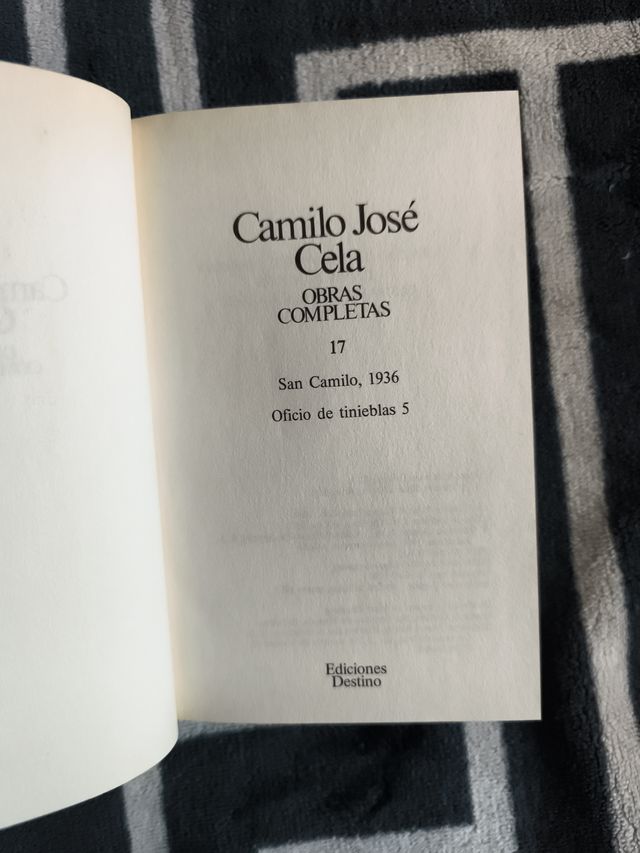 Camilo José
Cela
OBRAS
COMPLETAS
17
San Camilo, 1936
Oficio de tinieblas 5
Ediciones
Destino